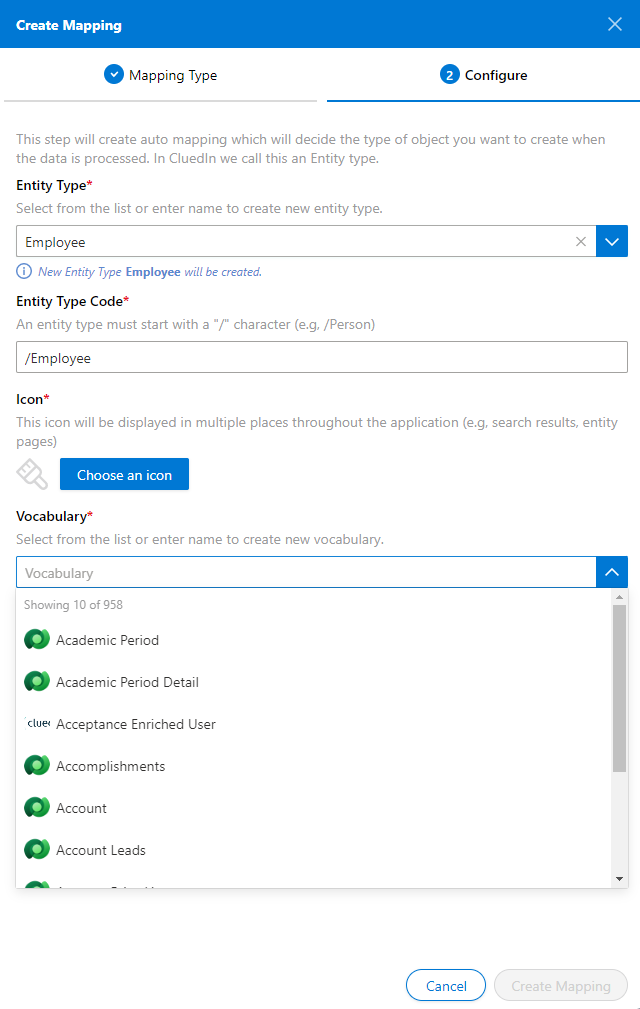 Create Mapping
Mapping Type
2 Configure
This step will create auto mapping which will decide the type of object you want to create when
the data is processed. In CluedIn we call this an Entity type.
Entity Type*
Select from the list or enter name to create new entity type.
Employee
New Entity Type Employee will be created.
Entity Type Code*
An entity type must start with a "/" character (e.g, /Person)
/Employee
Icon*
This icon will be displayed in multiple places throughout the application (e.g, search results, entity
pages)
Choose an icon
Vocabulary*
Select from the list or enter name to create new vocabulary.
Vocabulary
Showing 10 of 958
Academic Period
Academic Period Detail
clue Acceptance Enriched User
Accomplishments
Account
Account Leads
Cancel
Create Mapping